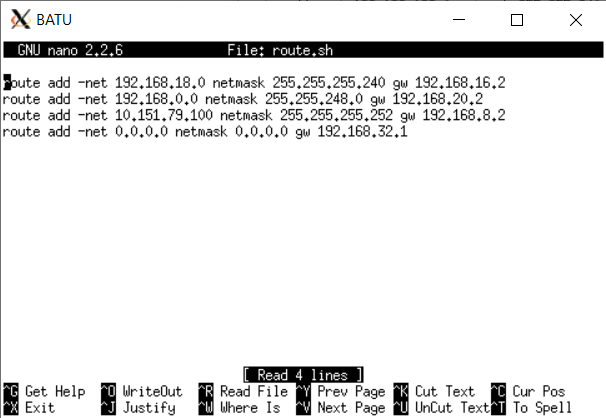 BATU
GNU nano 2.2.6 File: route.sh
route add -net 192.168.18.0 netmask 255.255.255.240 gw 192.168.16.2
route add -net 192.168.0.0 netmask 255.255.248.0 gw 192.168.20.2
route add -net 10.151.79.100 netmask 255.255.255.252 gw 192.168.8.2
route add -net 0.0.0.0 netmask 0.0.0.0 gw 192.168.32.1
[ Read 4 lines ]
^G Get Help ^O WriteOut ^R Read File ^Y Prev Page ^K Cut Text ^C Cur Pos
^X Exit ^J Justify ^W Where Is ^V Next Page ^U UnCut Text ^T To Spell